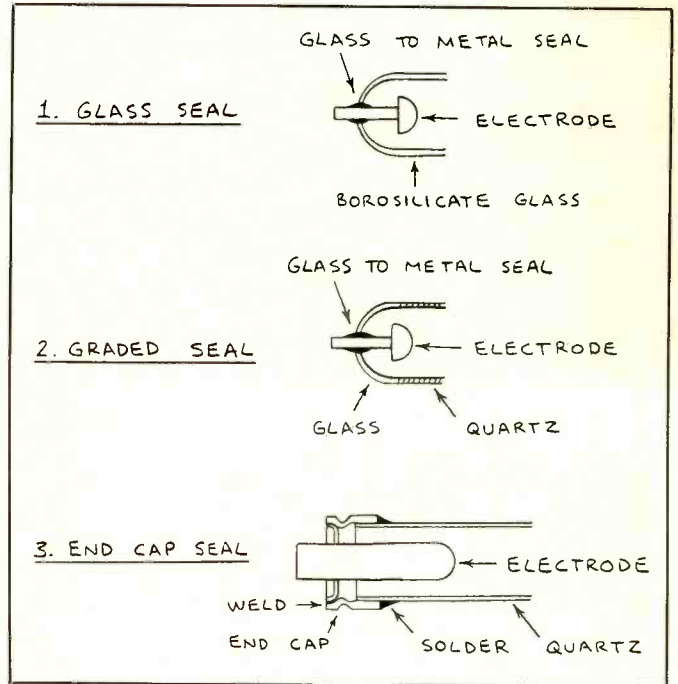 GLASS TO METAL SEAL
1. GLASS SEAL
ELECTRODE
BOROSILICATE GLASS
GLASS TO METAL SEAL
2. GRADED SEAL
ELECTRODE
GLASS
QUARTZ
3. END CAP SEAL
ELECTRODE
WELD
END CAP
SOLDER
QUARTZ